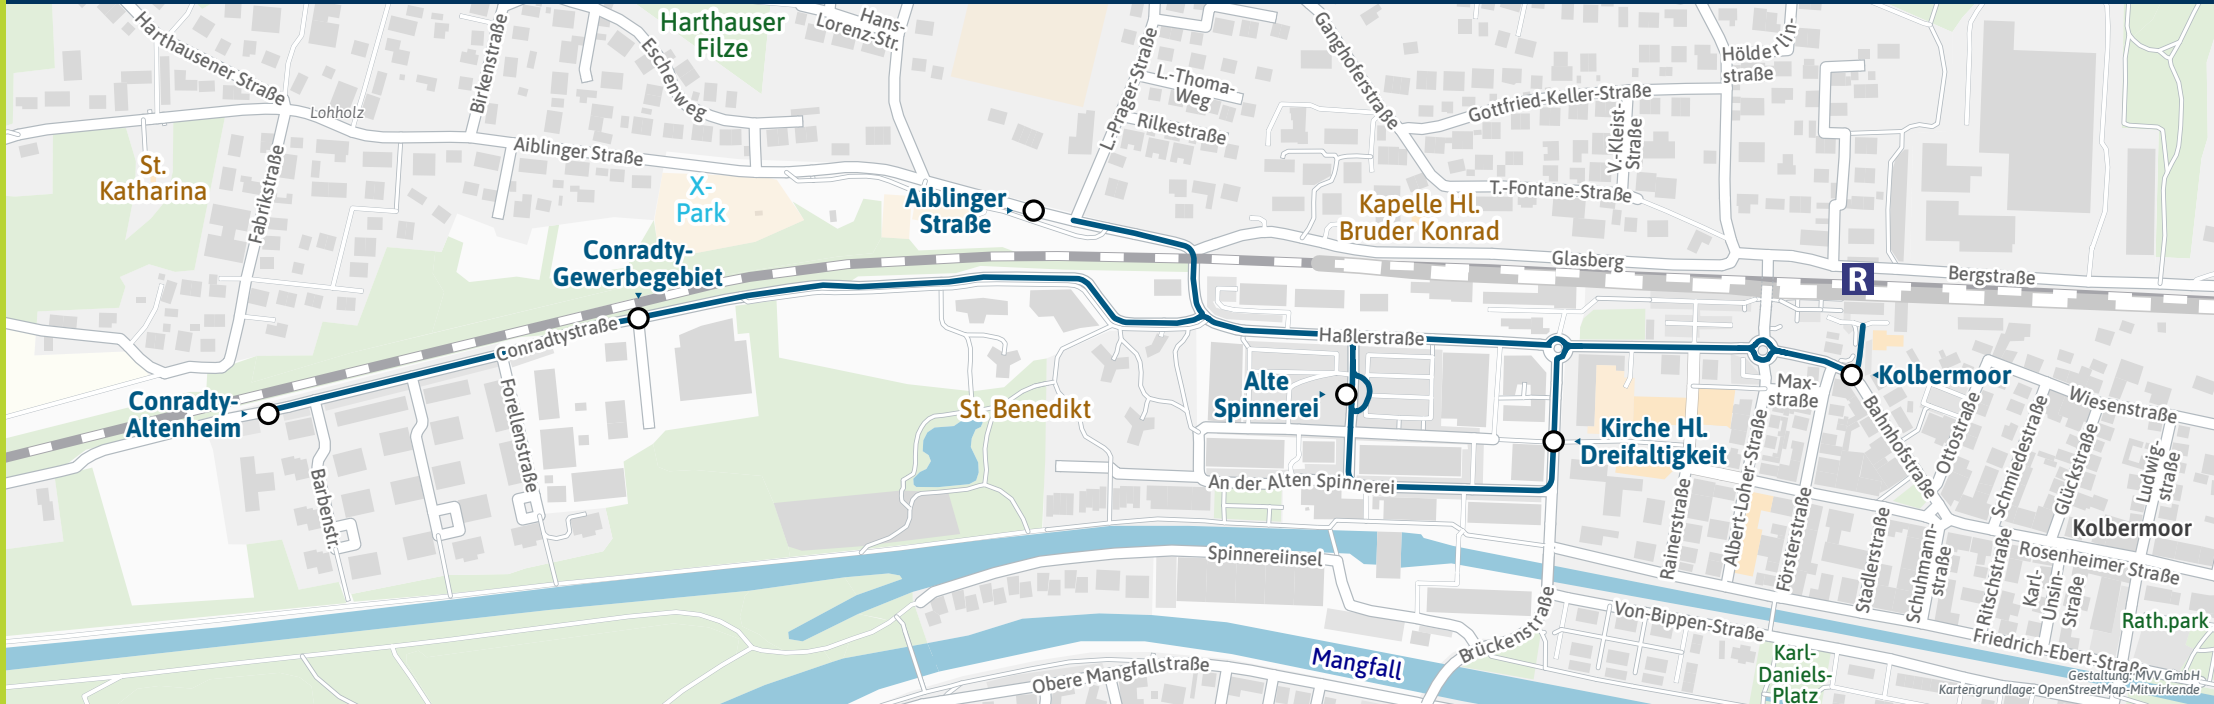 Harthausener Straße
Lohholz
Birkenstraße
Eschenweg
Harthauser
Filze
Hans-
Lorenz-Str.
L.-Prager-Straße
L.-Thoma-
Weg
Rilkestraße
Ganghoferstraße
Gottfried-Keller-Straße
V.-Kleist-
Straße
Hölderlin-
straße
T.-Fontane-Straße
St.
Katharina
Fabrikstraße
Aiblinger Straße
X-
Park
Aiblinger
Straße
Kapelle Hl.
Bruder Konrad
Glasberg
R
Bergstraße
Conradty-
Gewerbegebiet
Conradtystraße
Haßlerstraße
Conradty-
Altenheim
Forellenstraße
Barbenstr.
St. Benedikt
Alte
Spinnerei
An der Alten Spinnerei
Kirche Hl.
Dreifaltigkeit
Max-
straße
Kolbermoor
Wiesenstraße
Bahnhofstraße
Ottostraße
Schmiedestraße
Glückstraße
Ludwig-
straße
Kolbermoor
Rainerstraße
Albert-Loher-Straße
Försterstraße
Stadlerstraße
Schuhmann-
straße
Ritschstraße
Karl-
Unsin-
Straße
Rosenheimer Straße
Spinnereiinsel
Brückenstraße
Von-Bippen-Straße
Rath.park
Friedrich-Ebert-Straße
Mangfall
Obere Mangfallstraße
Karl-
Daniels-
Platz
Gestaltung: MVV GmbH
Kartengrundlage: OpenStreetMap-Mitwirkende